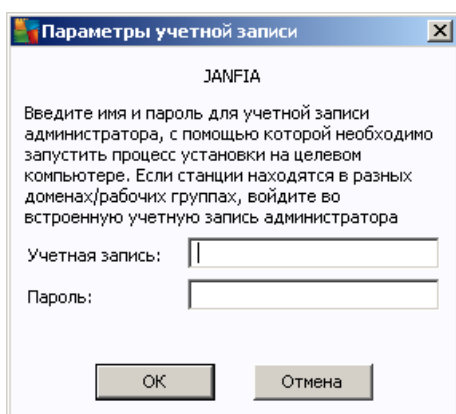 Параметры учетной записи
JANFIA
Введите имя и пароль для учетной записи
администратора, с помощью которой необходимо
запустить процесс установки на целевом
компьютере. Если станции находятся в разных
доменах/рабочих группах, войдите во
встроенную учетную запись администратора
Учетная запись:
Пароль:
ОК
Отмена